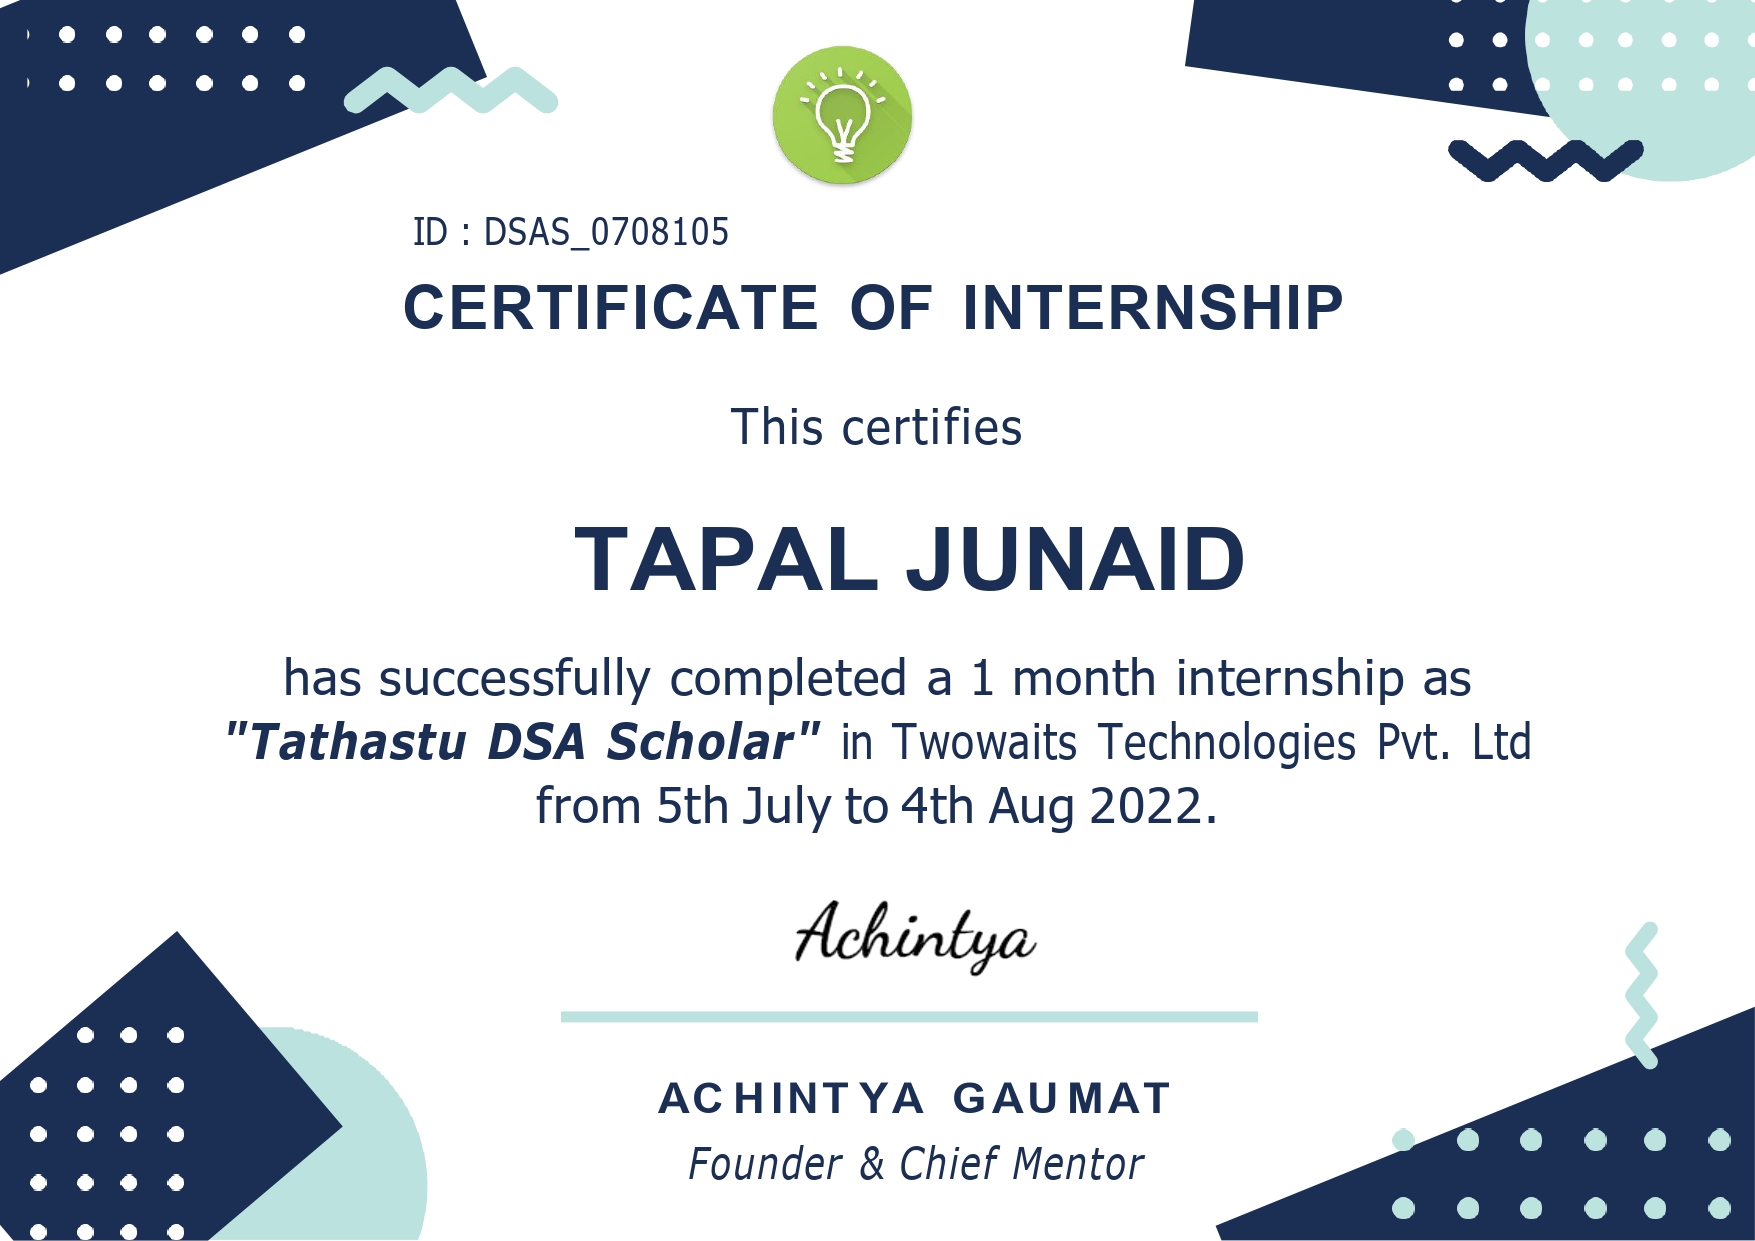 ID : DSAS_0708105
CERTIFICATE OF INTERNSHIP
This certifies
TAPAL JUNAID
has successfully completed a 1 month internship as
"Tathastu DSA Scholar" in Twowaits Technologies Pvt. Ltd
from 5th July to 4th Aug 2022.
Achintya
ACHINTYA GAUMAT
Founder & Chief Mentor